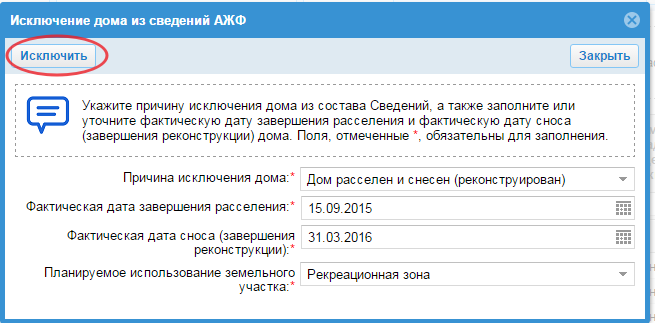 Исключение дома из сведений АЖФ
Исключить
Закрыть
Укажите причину исключения дома из состава Сведений, а также заполните или
уточните фактическую дату завершения расселения и фактическую дату сноса
(завершения реконструкции) дома. Поля, отмеченные *, обязательны для заполнения.
Причина исключения дома:* Дом расселен и снесен (реконструирован)
Фактическая дата завершения расселения:* 15.09.2015
Фактическая дата сноса (завершения
реконструкции):* 31.03.2016
Планируемое использование земельного
участка:* Рекреационная зона